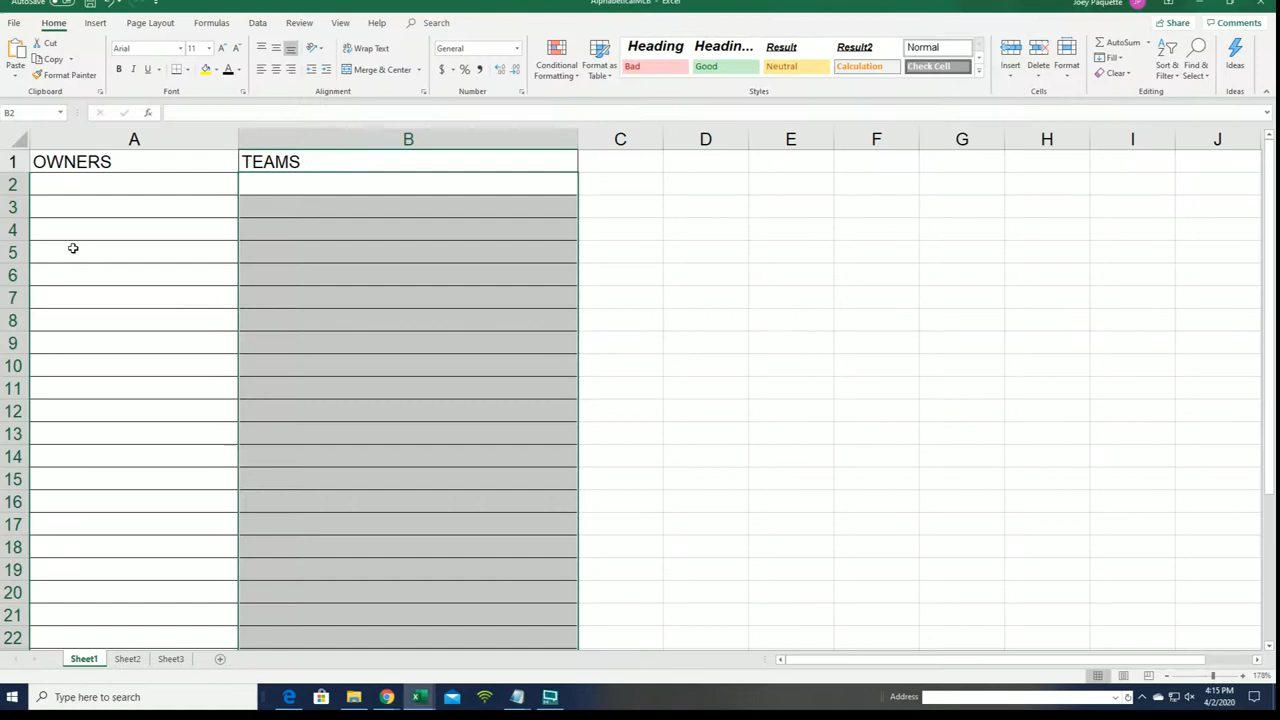 AutoSave
AlphabeticalMLB - Excel
Joey Paquette
File Home Insert Page Layout Formulas Data Review View Help Search
Share Comments
Cut
Copy
Format Painter
Paste
Clipboard
Arial 11
B I U
Font
Wrap Text
Merge & Center
Alignment
General
$ % ,
Number
Conditional Formatting
Format as Table
Heading Headin... Result Result2 Normal
Bad Good Neutral Calculation Check Cell
Styles
Insert Delete Format
Cells
AutoSum
Fill
Clear
Sort & Filter
Find & Select
Editing
Ideas
Ideas
B2
fx
A B C D E F G H I J
1 OWNERS TEAMS
2
3
4
5
6
7
8
9
10
11
12
13
14
15
16
17
18
19
20
21
22
Sheet1 Sheet2 Sheet3
178%
Type here to search
Address
4:15 PM
4/2/2020